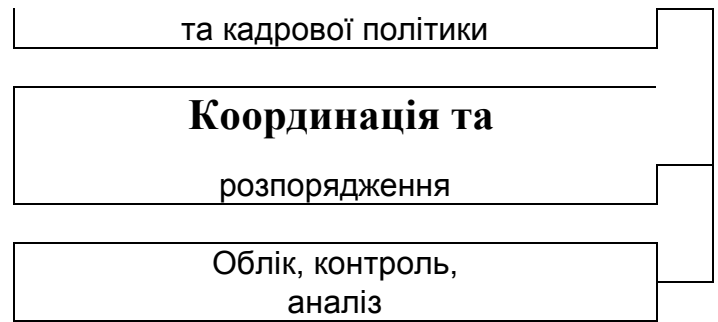 та кадрової політики
Координація та
розпорядження
Облік, контроль,
аналіз